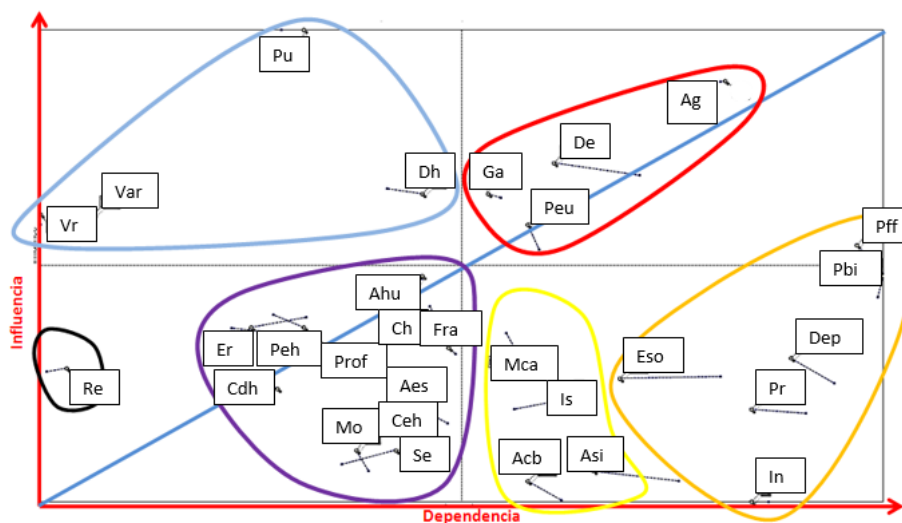 Pu
Ag
De
Dh
Ga
Var
Peu
Vr
Pff
Pbi
Ahu
Ch
Fra
Er
Peh
Prof
Mca
Eso
Dep
Re
Cdh
Aes
Is
Pr
Mo
Ceh
Se
Acb
Asi
In
Influencia
Dependencia